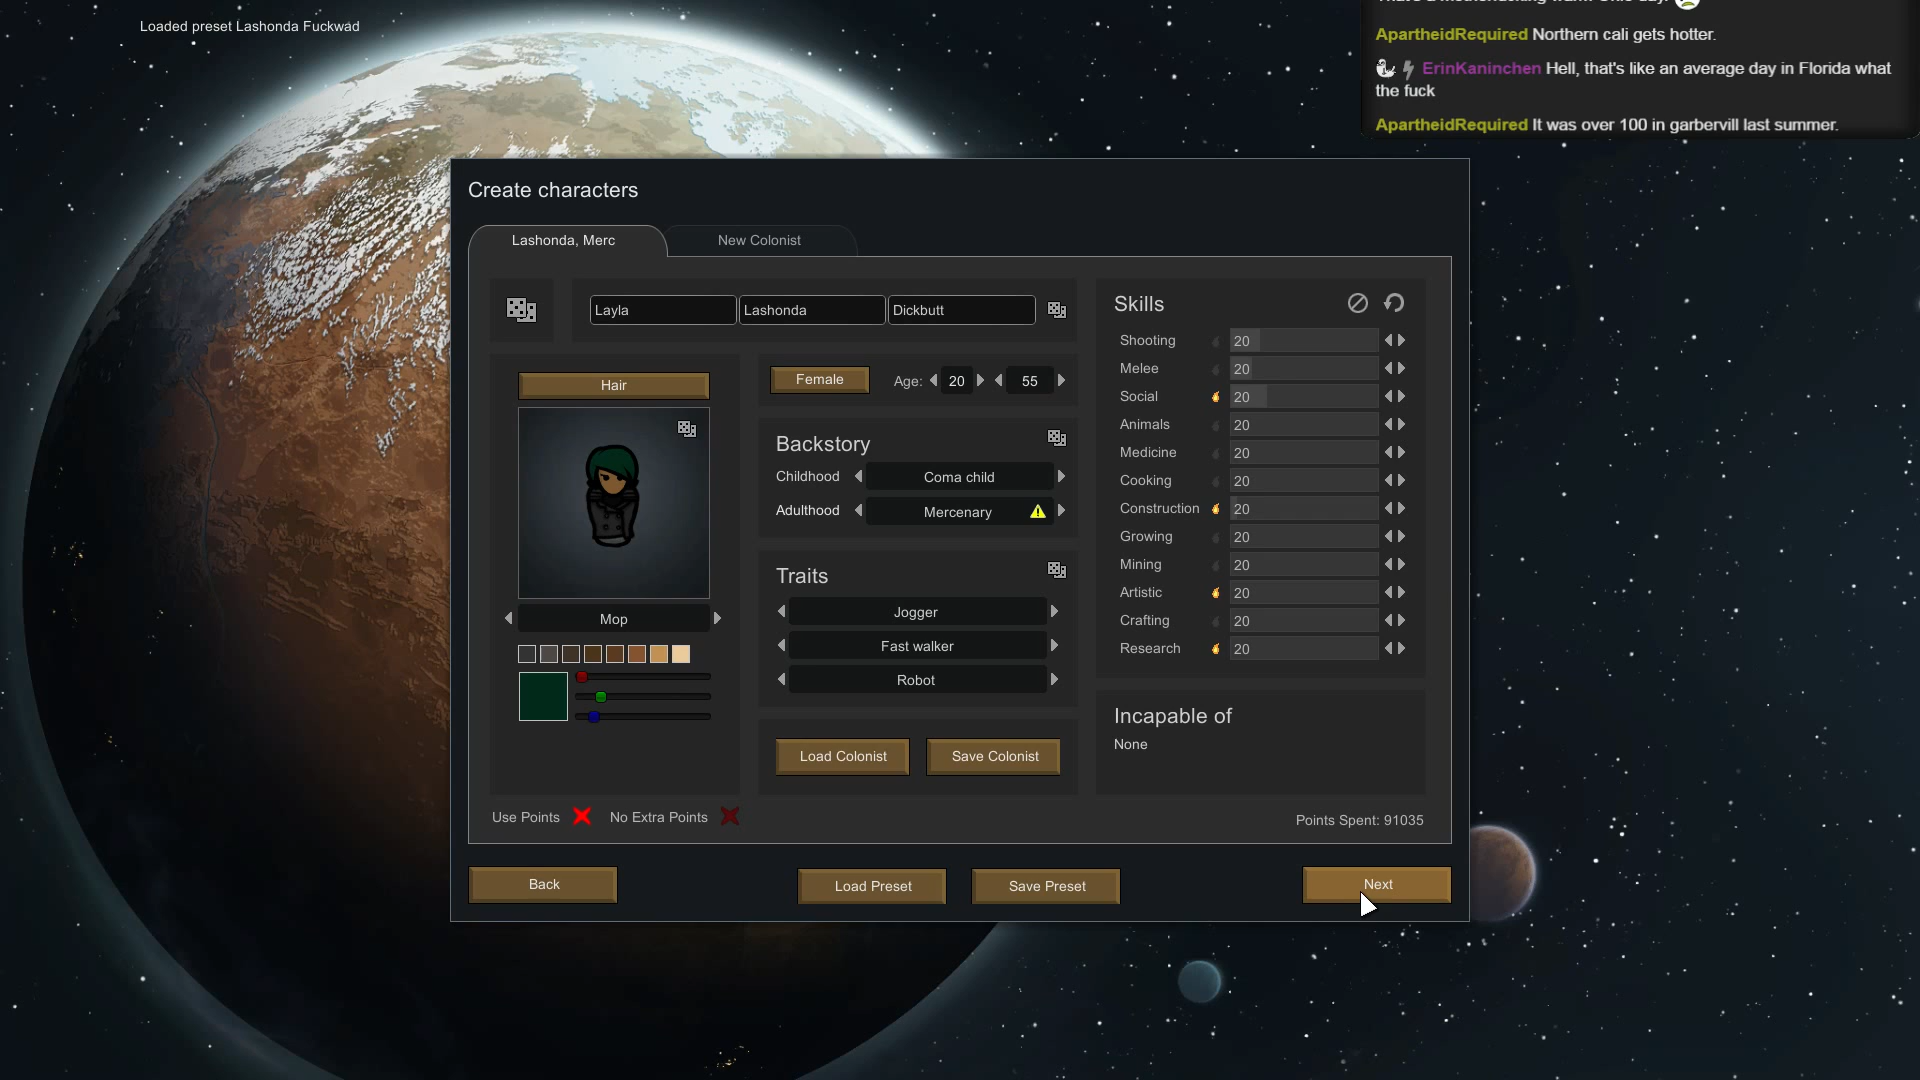 Loaded preset Lashonda Fuckwad
ApartheidRequired Northern cali gets hotter.
ErinKaninchen Hell, that's like an average day in Florida what
the fuck
ApartheidRequired It was over 100 in garbervill last summer.
Create characters
Lashonda, Merc
New Colonist
Layla
Lashonda
Dickbutt
Hair
Mop
Female
Age:
20
55
Backstory
Childhood
Coma child
Adulthood
Mercenary
Traits
Jogger
Fast walker
Robot
Load Colonist
Save Colonist
Skills
Shooting 20
Melee 20
Social 20
Animals 20
Medicine 20
Cooking 20
Construction 20
Growing 20
Mining 20
Artistic 20
Crafting 20
Research 20
Incapable of
None
Use Points
No Extra Points
Points Spent: 91035
Back
Load Preset
Save Preset
Next